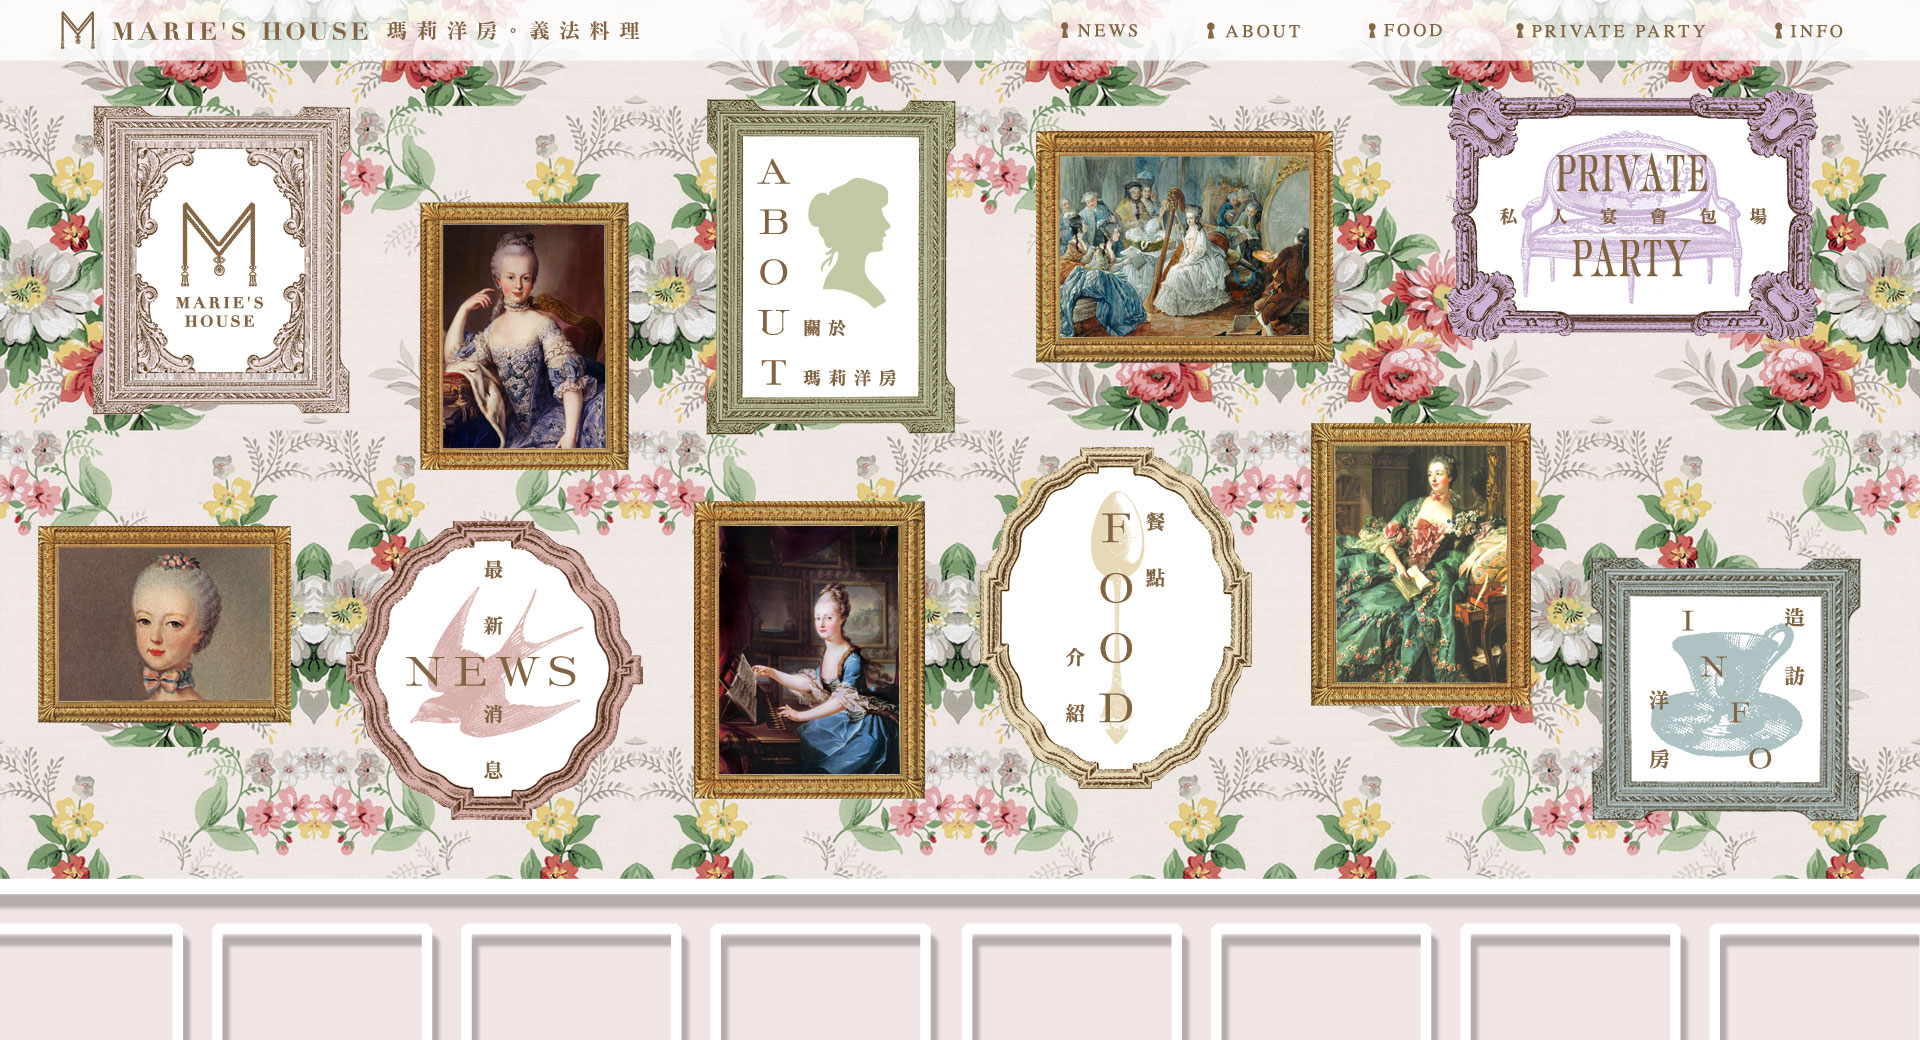 MARIE'S HOUSE 瑪莉洋房。義法料理
NEWS
ABOUT
FOOD
PRIVATE PARTY
INFO
MARIE'S
HOUSE
ABOUT
關於
瑪莉洋房
PRIVATE
私人宴會包場
PARTY
最新消息
NEWS
FOOD
餐點
介紹
INFO
造訪
洋房